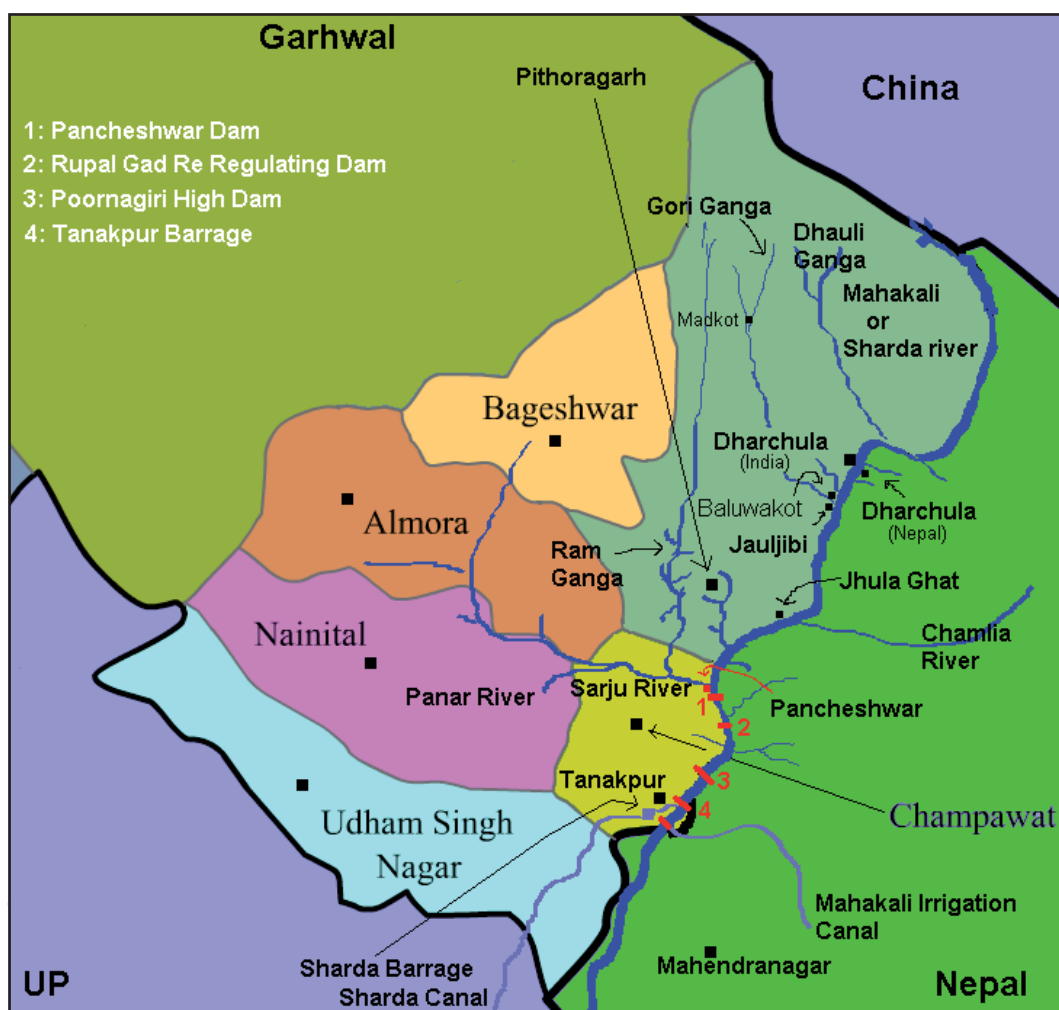 Garhwal
China
Pithoragarh
1: Pancheshwar Dam
2: Rupal Gad Re Regulating Dam
3: Poornagiri High Dam
4: Tanakpur Barrage
Gori Ganga
Dhauli
Ganga
Mahakali
or
Sharda river
Madkot
Bageshwar
Dharchula
(India)
Baluwakot
Dharchula
(Nepal)
Jauljibi
Almora
Ram
Ganga
Jhula Ghat
Nainital
Chamlia
River
Panar River
Sarju River
1
Pancheshwar
2
Tanakpur
3
4
Champawat
Udham Singh
Nagar
Mahakali Irrigation
Canal
Sharda Barrage
Sharda Canal
Mahendranagar
UP
Nepal